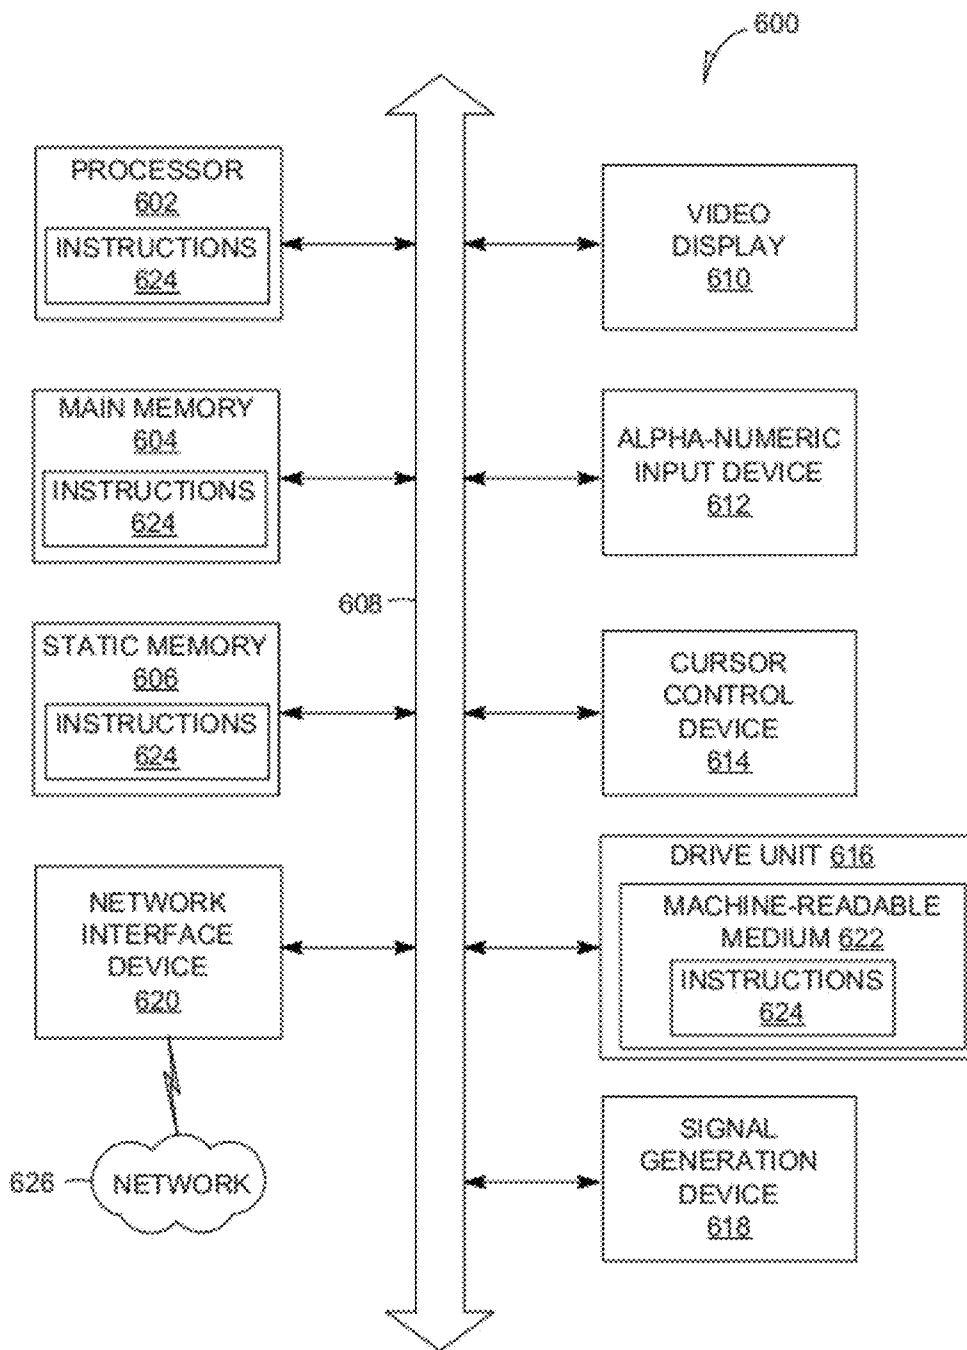 600
PROCESSOR
602
INSTRUCTIONS
624
MAIN MEMORY
604
INSTRUCTIONS
624
608
STATIC MEMORY
606
INSTRUCTIONS
624
NETWORK
INTERFACE
DEVICE
620
626
NETWORK
VIDEO
DISPLAY
610
ALPHA-NUMERIC
INPUT DEVICE
612
CURSOR
CONTROL
DEVICE
614
DRIVE UNIT 616
MACHINE-READABLE
MEDIUM 622
INSTRUCTIONS
624
SIGNAL
GENERATION
DEVICE
618